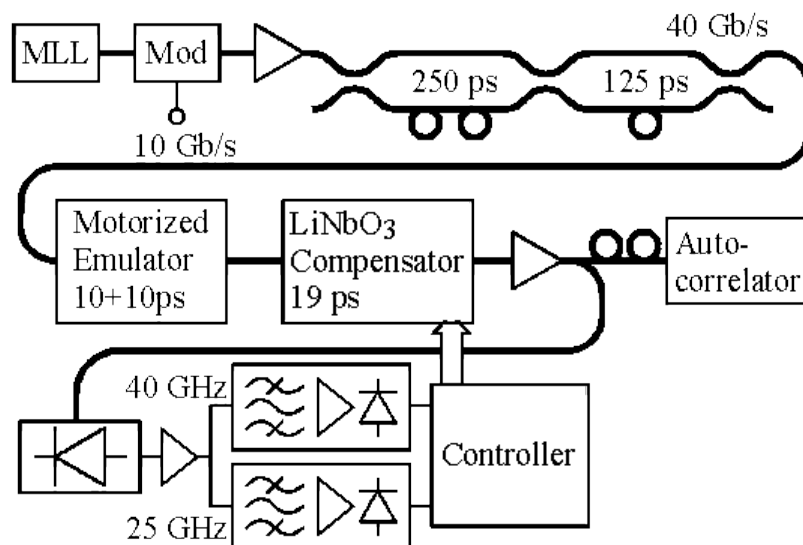 MLL
Mod
40 Gb/s
250 ps
125 ps
10 Gb/s
Motorized
Emulator
10+10ps
LiNbO3
Compensator
19 ps
Auto-
correlator
40 GHz
Controller
25 GHz